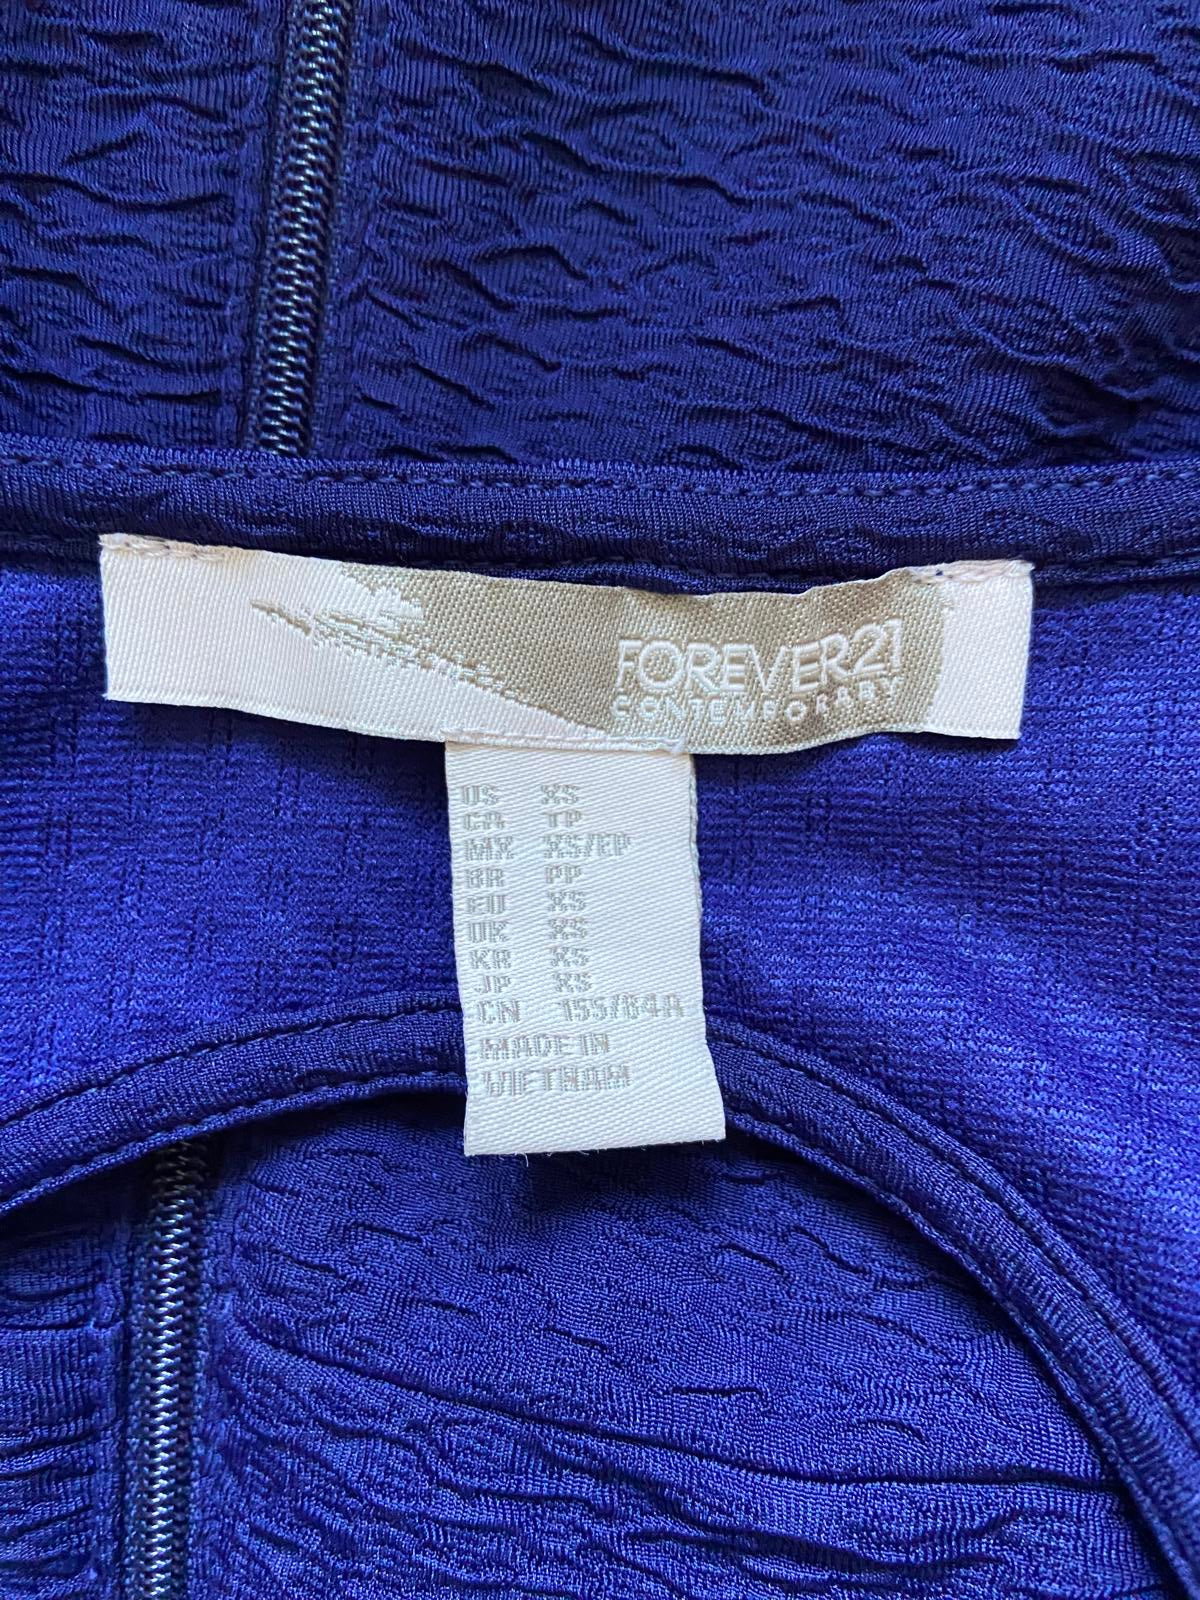 FOREVER21
CONTEMPORARY
US XS
CA TP
MX XS/EP
BR PP
EU XS
UK XS
KR XS
JP XS
CN 155/84A
MADE IN
VIETNAM